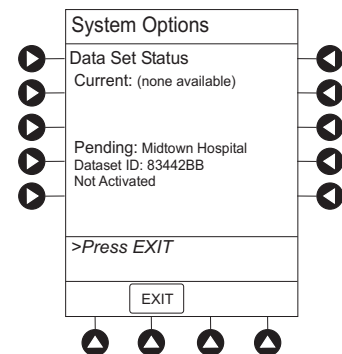 System Options
Data Set Status
Current: (none available)
Pending: Midtown Hospital
Dataset ID: 83442BB
Not Activated
>Press EXIT
EXIT